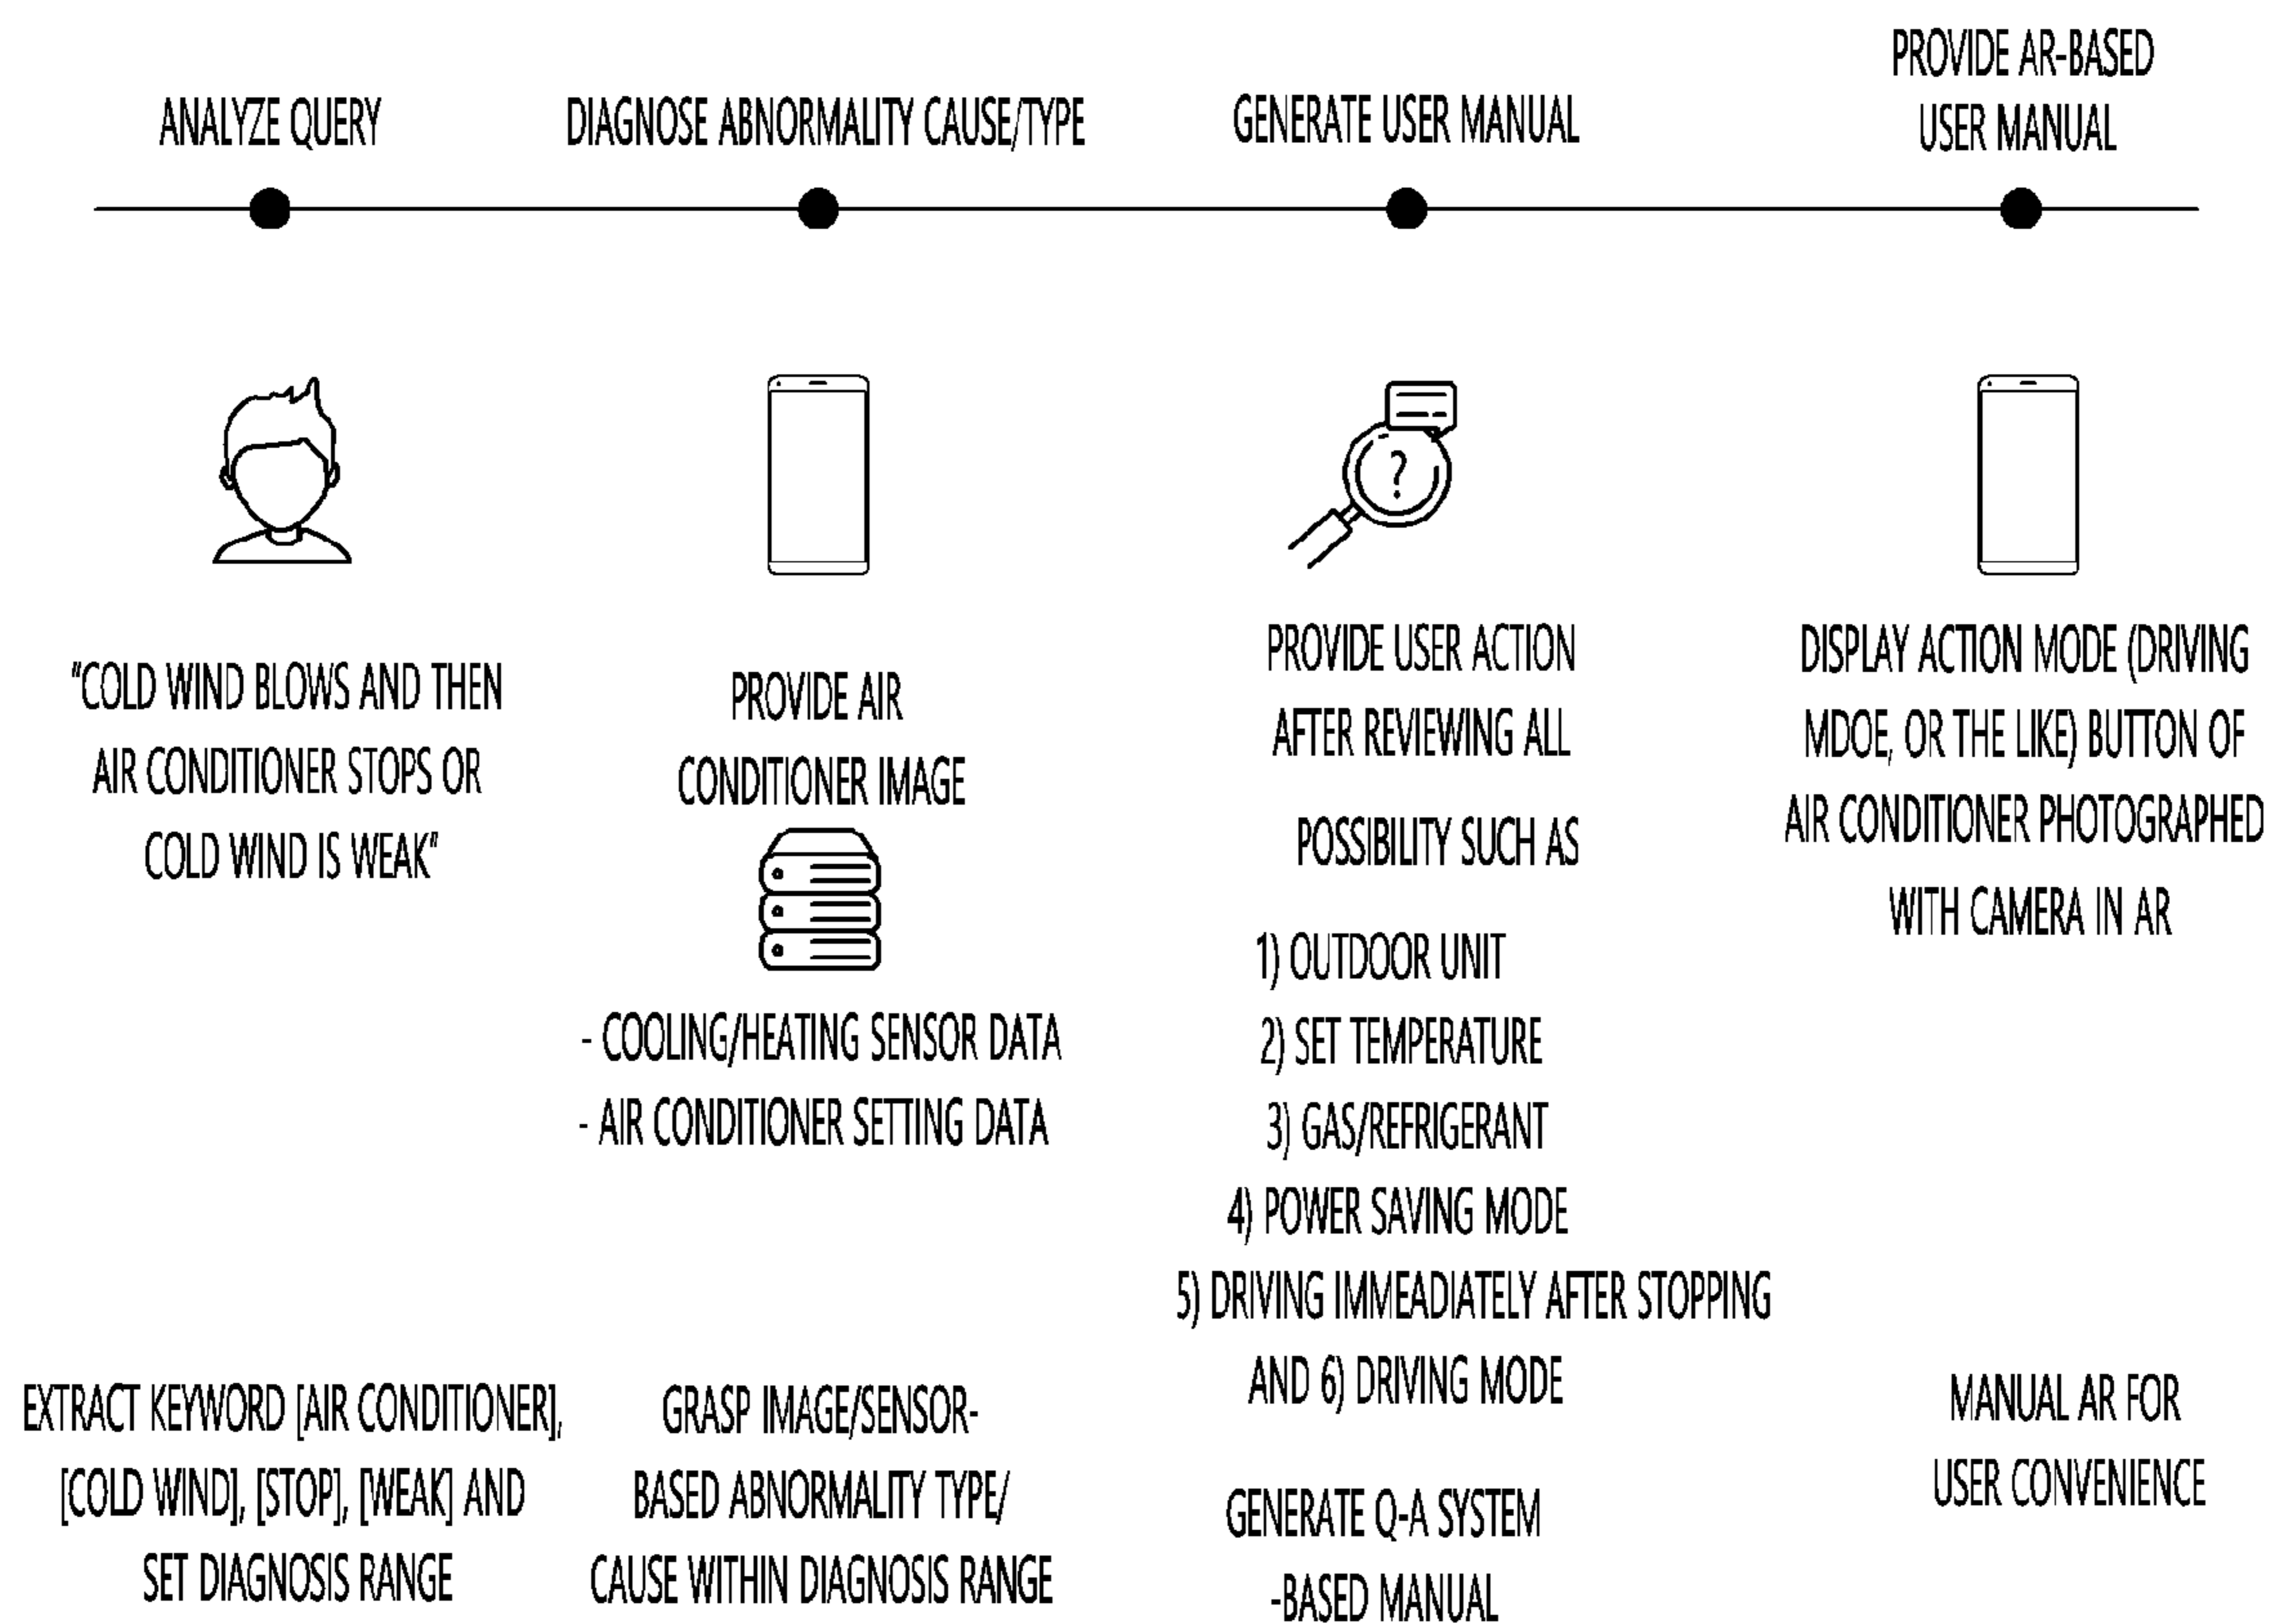 ANALYZE QUERY
DIAGNOSE ABNORMALITY CAUSE/TYPE
GENERATE USER MANUAL
PROVIDE AR-BASED
USER MANUAL
"COLD WIND BLOWS AND THEN
AIR CONDITIONER STOPS OR
COLD WIND IS WEAK"
EXTRACT KEYWORD [AIR CONDITIONER],
[COLD WIND], [STOP], [WEAK] AND
SET DIAGNOSIS RANGE
PROVIDE AIR
CONDITIONER IMAGE
- COOLING/HEATING SENSOR DATA
- AIR CONDITIONER SETTING DATA
GRASP IMAGE/SENSOR-
BASED ABNORMALITY TYPE/
CAUSE WITHIN DIAGNOSIS RANGE
?
PROVIDE USER ACTION
AFTER REVIEWING ALL
POSSIBILITY SUCH AS
1) OUTDOOR UNIT
2) SET TEMPERATURE
3) GAS/REFRIGERANT
4) POWER SAVING MODE
5) DRIVING IMMEADIATELY AFTER STOPPING
AND 6) DRIVING MODE
GENERATE Q-A SYSTEM
-BASED MANUAL
DISPLAY ACTION MODE (DRIVING
MDOE, OR THE LIKE) BUTTON OF
AIR CONDITIONER PHOTOGRAPHED
WITH CAMERA IN AR
MANUAL AR FOR
USER CONVENIENCE